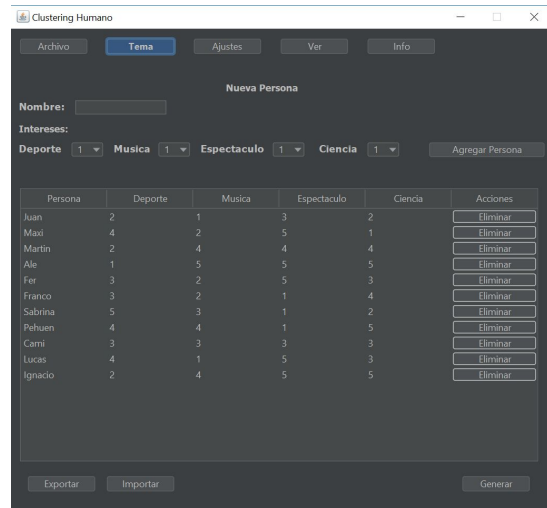 Clustering Humano
Archivo Tema Ajustes Ver Info
Nueva Persona
Nombre:
Intereses:
Deporte 1 Musica 1 Espectaculo 1 Ciencia 1 Agregar Persona
Persona Deporte Musica Espectaculo Ciencia Acciones
Juan 2 1 3 2 Eliminar
Maxi 4 2 5 1 Eliminar
Martin 2 4 4 4 Eliminar
Ale 1 5 5 5 Eliminar
Fer 3 2 5 3 Eliminar
Franco 3 2 1 4 Eliminar
Sabrina 5 3 1 2 Eliminar
Pehuen 4 4 1 5 Eliminar
Cami 3 3 3 3 Eliminar
Lucas 4 1 5 3 Eliminar
Ignacio 2 4 5 5 Eliminar
Exportar Importar Generar